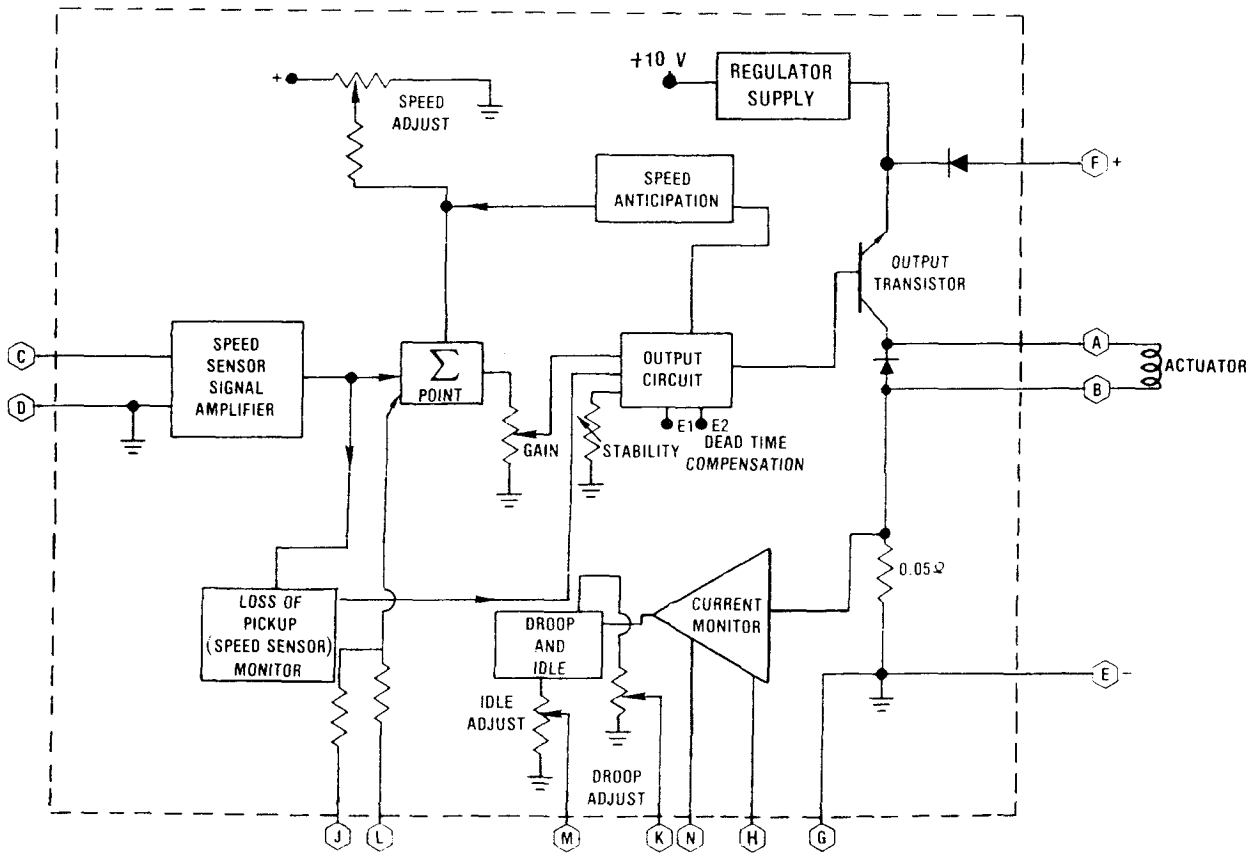 +10 V
REGULATOR
SUPPLY
+
SPEED
ADJUST
F +
SPEED
ANTICIPATION
OUTPUT
TRANSISTOR
C
D
SPEED
SENSOR
SIGNAL
AMPLIFIER
Σ
POINT
OUTPUT
CIRCUIT
A
B
ACTUATOR
GAIN
STABILITY
E1 E2
DEAD TIME
COMPENSATION
0.05Ω
LOSS OF
PICKUP
(SPEED SENSOR)
MONITOR
DROOP
AND
IDLE
CURRENT
MONITOR
E -
IDLE
ADJUST
DROOP
ADJUST
J L M K N H G